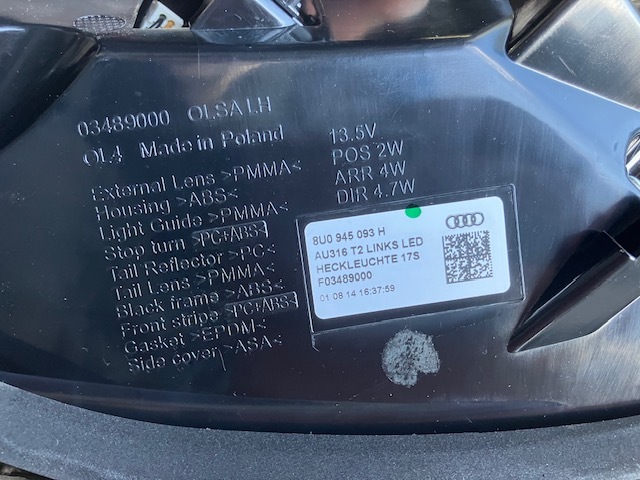 03489000 OLSA LH
OL4 Made in Poland
External Lens >PMMA<
Housing >ABS<
Light Guide >PMMA<
Stop turn >PC+ABS<
Tail Reflector >PC<
Tail Lens >PMMA<
Black frame >ABS<
Front stripe >PC+ABS<
Gasket >EPDM<
Side cover >ASA<
13.5V
POS 2W
ARR 4W
DIR 4.7W
8U0 945 093 H
AU316 T2 LINKS LED
HECKLEUCHTE 17S
F03489000
01 08 14 16:37:59